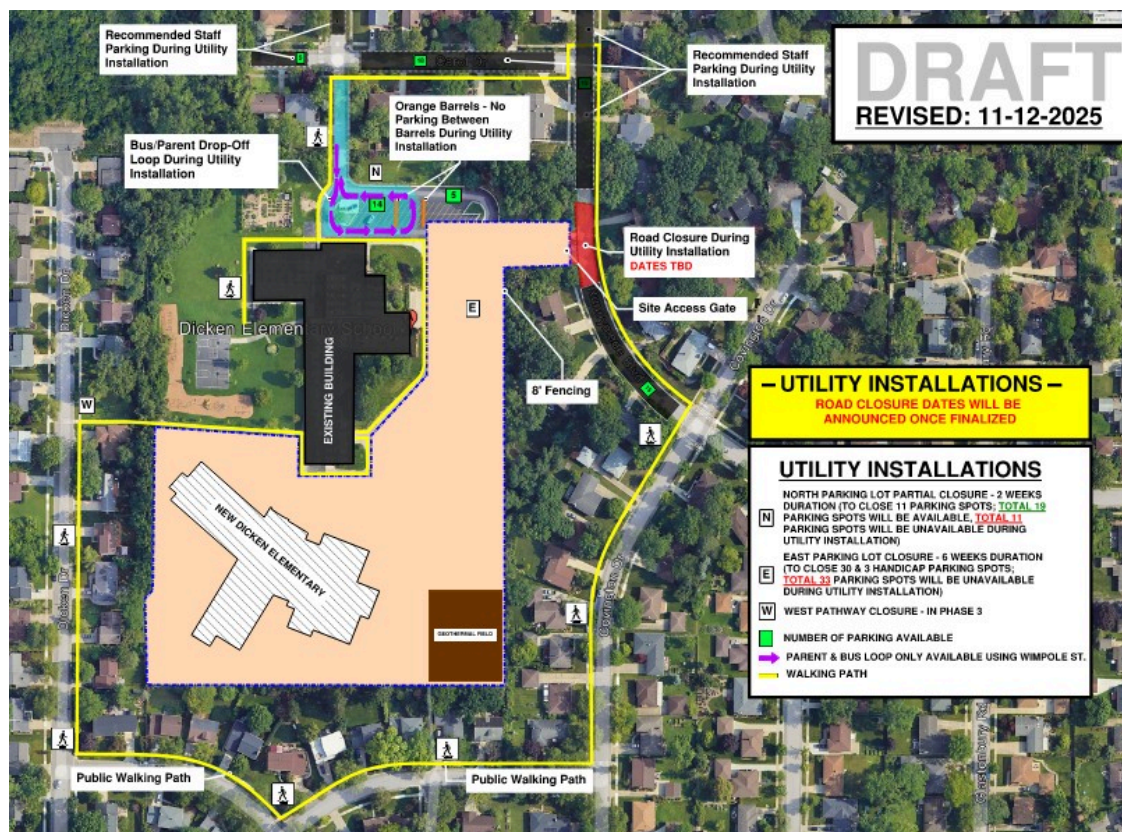 Recommended Staff
Parking During Utility
Installation
Recommended Staff
Parking During Utility
Installation
DRAFT
REVISED: 11-12-2025
Orange Barrels - No
Parking Between
Barrels During Utility
Installation
Bus/Parent Drop-Off
Loop During Utility
Installation
N
14
5
Road Closure During
Utility Installation
DATES TBD
Site Access Gate
E
8' Fencing
Dicken Elementary School
EXISTING BUILDING
W
Dicken Dr
Dicken Dr
Covington Dr
Covington Dr
Glastonbury Rd
NEW DICKEN ELEMENTARY
GEOTHERMAL FIELD
Public Walking Path
Public Walking Path
– UTILITY INSTALLATIONS –
ROAD CLOSURE DATES WILL BE
ANNOUNCED ONCE FINALIZED
UTILITY INSTALLATIONS
N
NORTH PARKING LOT PARTIAL CLOSURE - 2 WEEKS
DURATION (TO CLOSE 11 PARKING SPOTS; TOTAL 19
PARKING SPOTS WILL BE AVAILABLE, TOTAL 11
PARKING SPOTS WILL BE UNAVAILABLE DURING
UTILITY INSTALLATION)
E
EAST PARKING LOT CLOSURE - 6 WEEKS DURATION
(TO CLOSE 30 & 3 HANDICAP PARKING SPOTS;
TOTAL 33 PARKING SPOTS WILL BE UNAVAILABLE
DURING UTILITY INSTALLATION)
W
WEST PATHWAY CLOSURE - IN PHASE 3
NUMBER OF PARKING AVAILABLE
PARENT & BUS LOOP ONLY AVAILABLE USING WIMPOLE ST.
WALKING PATH